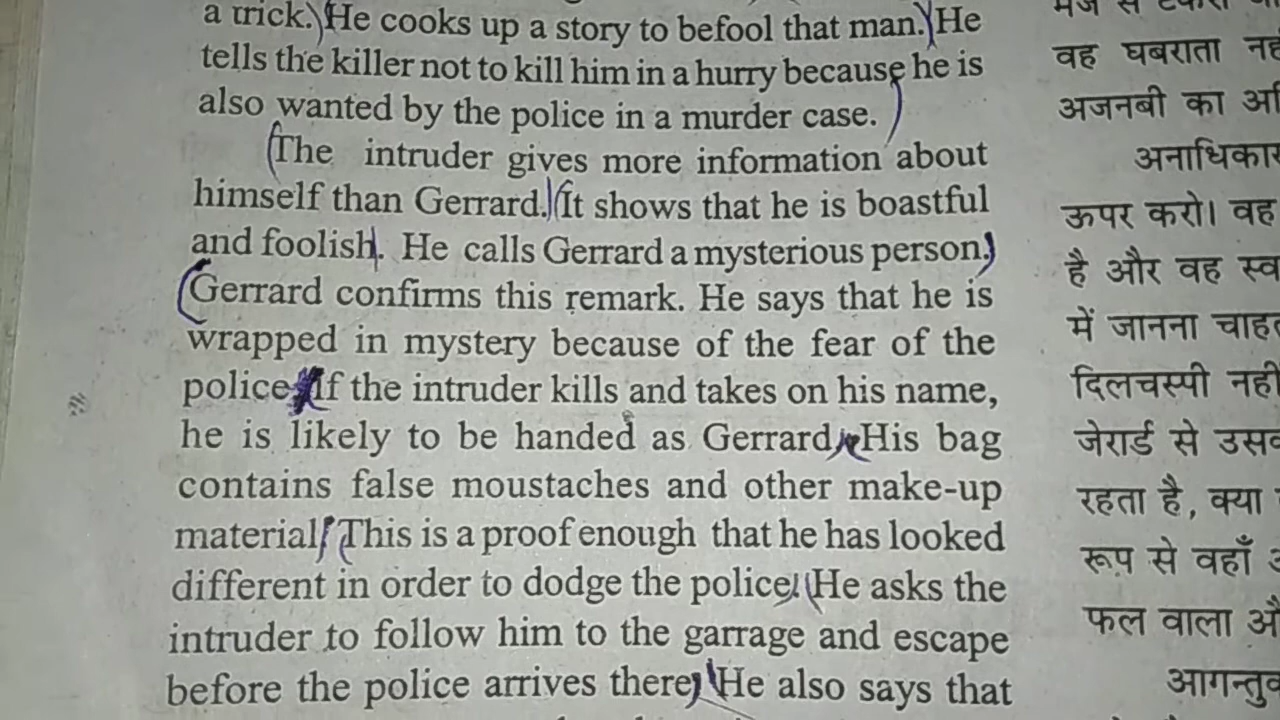 a trick. He cooks up a story to befool that man. He
tells the killer not to kill him in a hurry because he is
also wanted by the police in a murder case.
The intruder gives more information about
himself than Gerrard. It shows that he is boastful
and foolish. He calls Gerrard a mysterious person.
Gerrard confirms this remark. He says that he is
wrapped in mystery because of the fear of the
police. If the intruder kills and takes on his name,
he is likely to be handed as Gerrard. His bag
contains false moustaches and other make-up
material. This is a proof enough that he has looked
different in order to dodge the police. He asks the
intruder to follow him to the garrage and escape
before the police arrives there. He also says that
वह घबराता
अजनबी का
अनाधिकार
ऊपर करो। वह
है और वह
में जानना
दिलचस्पी नहीं
जेरार्ड से
रहता है, क्या
रूप से वहाँ
फल वाला
आगन्तुक